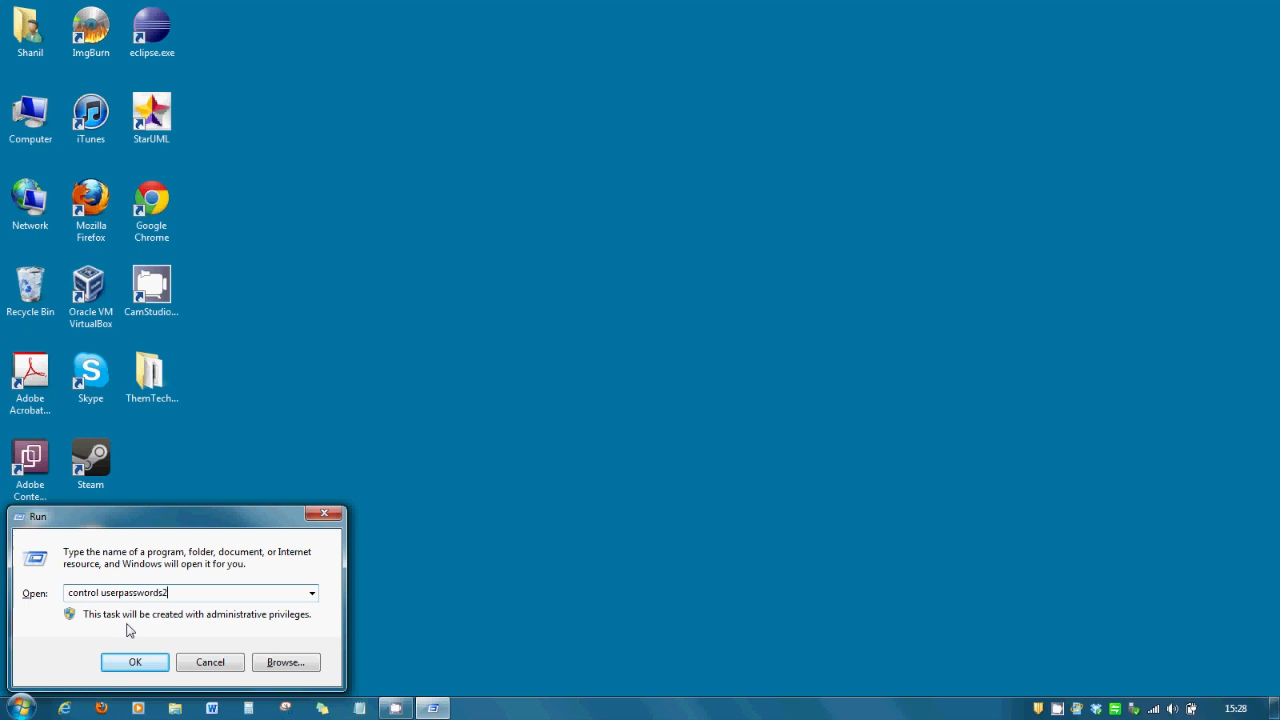 Shanil
ImgBurn
eclipse.exe
Computer
iTunes
StarUML
Network
Mozilla
Firefox
Google
Chrome
Recycle Bin
Oracle VM
VirtualBox
CamStudio...
Adobe
Acrobat...
Skype
ThemTech...
Adobe
Conte...
Steam
Run
Type the name of a program, folder, document, or Internet
resource, and Windows will open it for you.
Open: control userpasswords2
This task will be created with administrative privileges.
OK Cancel Browse...
15:28